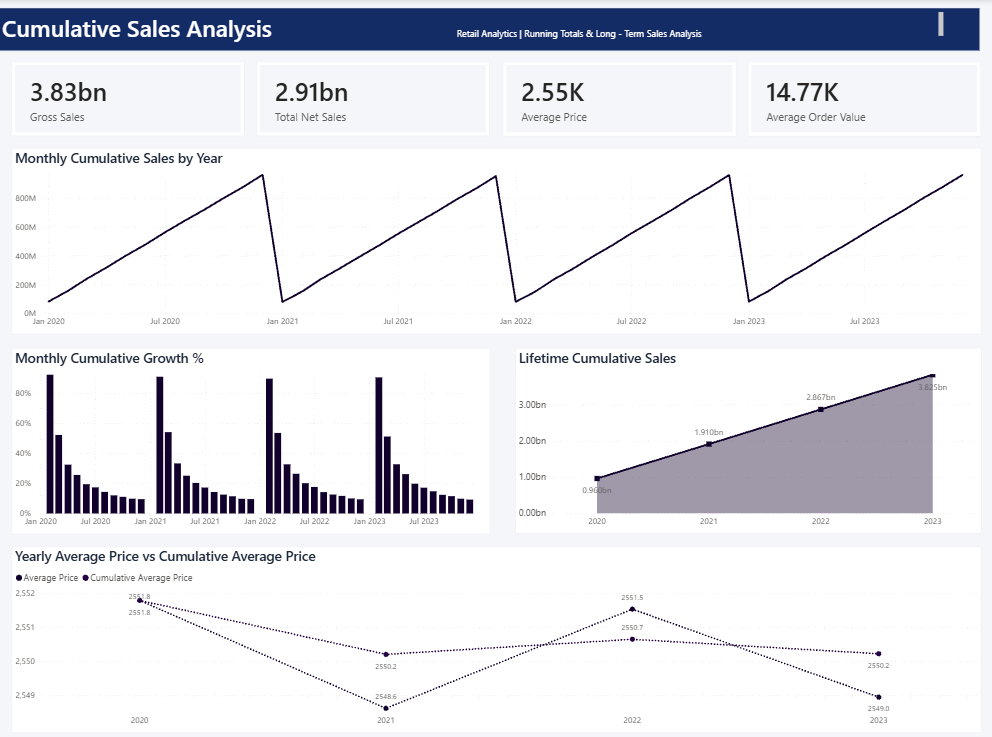 Cumulative Sales Analysis
Retail Analytics | Running Totals & Long - Term Sales Analysis
3.83bn
Gross Sales
2.91bn
Total Net Sales
2.55K
Average Price
14.77K
Average Order Value
Monthly Cumulative Sales by Year
800M
600M
400M
200M
0M
Jan 2020 Jul 2020 Jan 2021 Jul 2021 Jan 2022 Jul 2022 Jan 2023 Jul 2023
Monthly Cumulative Growth %
80%
60%
40%
20%
0%
Jan 2020 Jul 2020 Jan 2021 Jul 2021 Jan 2022 Jul 2022 Jan 2023 Jul 2023
Lifetime Cumulative Sales
3.825bn
3.00bn
2.867bn
2.00bn
1.910bn
1.00bn
0.960bn
0.00bn
2020 2021 2022 2023
Yearly Average Price vs Cumulative Average Price
Average Price Cumulative Average Price
2,552
2551.8
2551.8
2551.5
2,551
2550.7
2,550
2550.2
2550.2
2,549
2548.6
2549.0
2020 2021 2022 2023